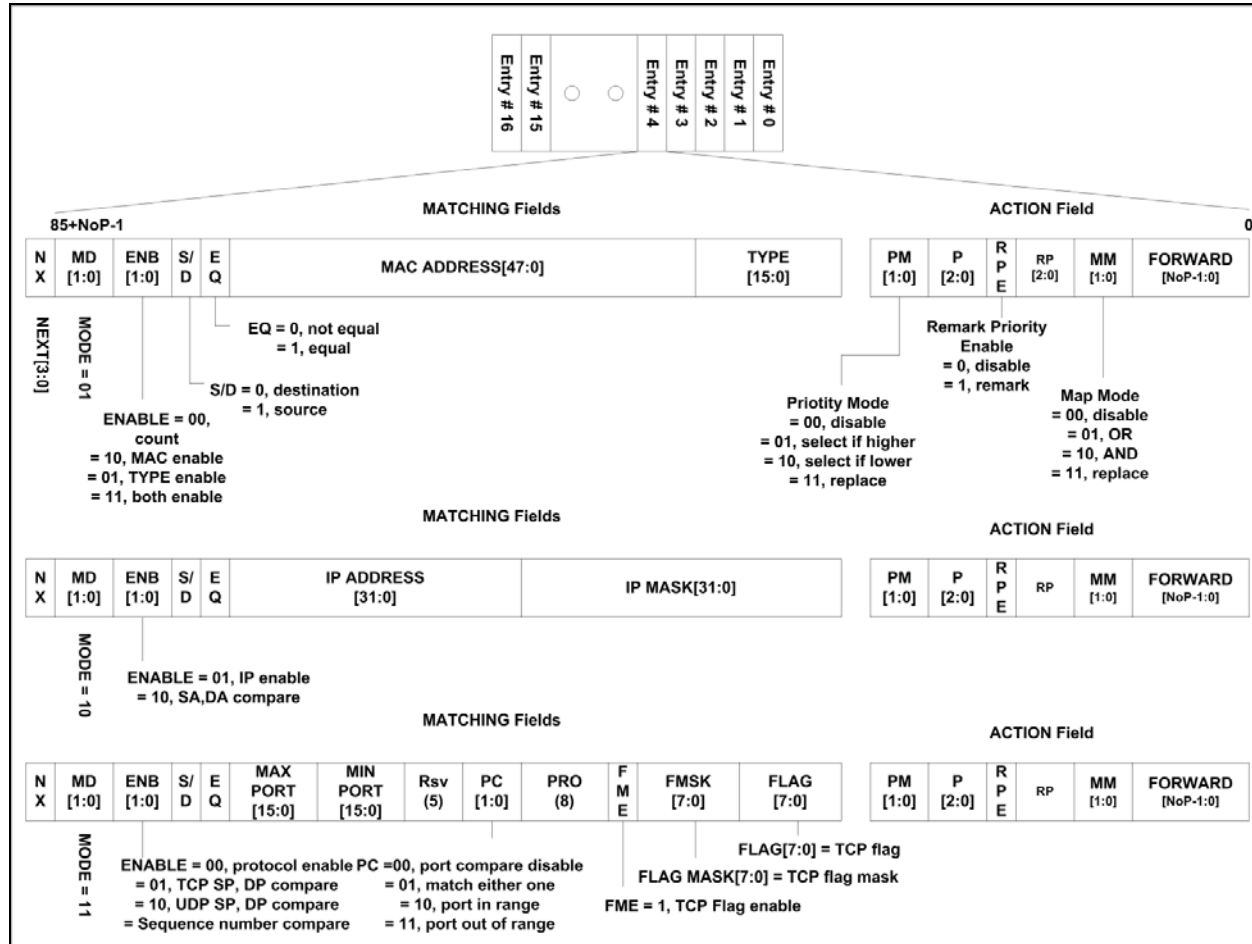 Entry # 16
Entry # 15
Entry # 4
Entry # 3
Entry # 2
Entry # 1
Entry # 0
MATCHING Fields
ACTION Field
85+NoP-1
0
N
X
MD
[1:0]
ENB
[1:0]
S/
D
E
Q
MAC ADDRESS[47:0]
TYPE
[15:0]
PM
[1:0]
P
[2:0]
R
P
E
RP
[2:0]
MM
[1:0]
FORWARD
[NoP-1:0]
NEXT[3:0]
MODE = 01
EQ = 0, not equal
= 1, equal
S/D = 0, destination
= 1, source
ENABLE = 00,
count
= 10, MAC enable
= 01, TYPE enable
= 11, both enable
Priotity Mode
= 00, disable
= 01, select if higher
= 10, select if lower
= 11, replace
Remark Priority
Enable
= 0, disable
= 1, remark
Map Mode
= 00, disable
= 01, OR
= 10, AND
= 11, replace
MATCHING Fields
ACTION Field
N
X
MD
[1:0]
ENB
[1:0]
S/
D
E
Q
IP ADDRESS
[31:0]
IP MASK[31:0]
PM
[1:0]
P
[2:0]
R
P
E
RP
MM
[1:0]
FORWARD
[NoP-1:0]
MODE = 10
ENABLE = 01, IP enable
= 10, SA,DA compare
MATCHING Fields
ACTION Field
N
X
MD
[1:0]
ENB
[1:0]
S/
D
E
Q
MAX
PORT
[15:0]
MIN
PORT
[15:0]
Rsv
(5)
PC
[1:0]
PRO
(8)
F
M
E
FMSK
[7:0]
FLAG
[7:0]
PM
[1:0]
P
[2:0]
R
P
E
RP
MM
[1:0]
FORWARD
[NoP-1:0]
MODE = 11
ENABLE = 00, protocol enable
= 01, TCP SP, DP compare
= 10, UDP SP, DP compare
= Sequence number compare
PC =00, port compare disable
= 01, match either one
= 10, port in range
= 11, port out of range
FLAG[7:0] = TCP flag
FLAG MASK[7:0] = TCP flag mask
FME = 1, TCP Flag enable